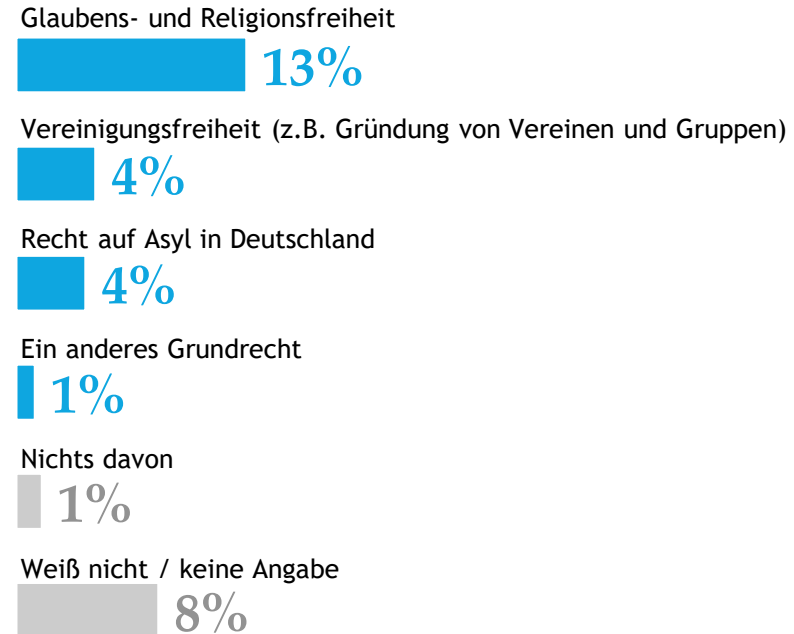 Glaubens- und Religionsfreiheit
13%
Vereinigungsfreiheit (z.B. Gründung von Vereinen und Gruppen)
4%
Recht auf Asyl in Deutschland
4%
Ein anderes Grundrecht
1%
Nichts davon
1%
Weiß nicht / keine Angabe
8%